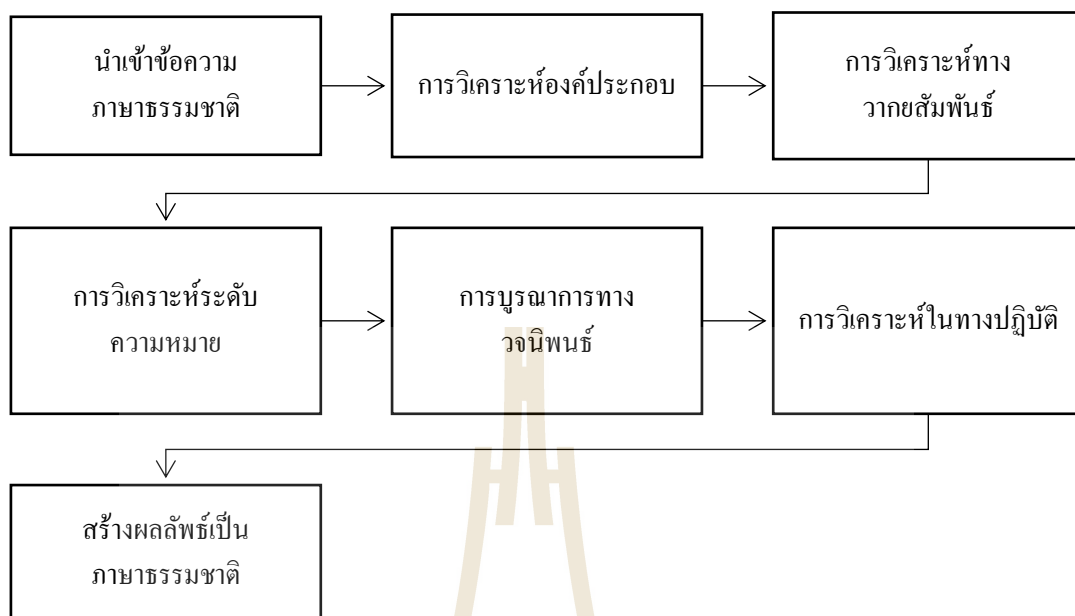 นำเข้าข้อความ
ภาษาธรรมชาติ
การวิเคราะห์องค์ประกอบ
การวิเคราะห์ทาง
วากยสัมพันธ์
การวิเคราะห์ระดับ
ความหมาย
การบูรณาการทาง
วจนิพนธ์
การวิเคราะห์ในทางปฏิบัติ
สร้างผลลัพธ์เป็น
ภาษาธรรมชาติ